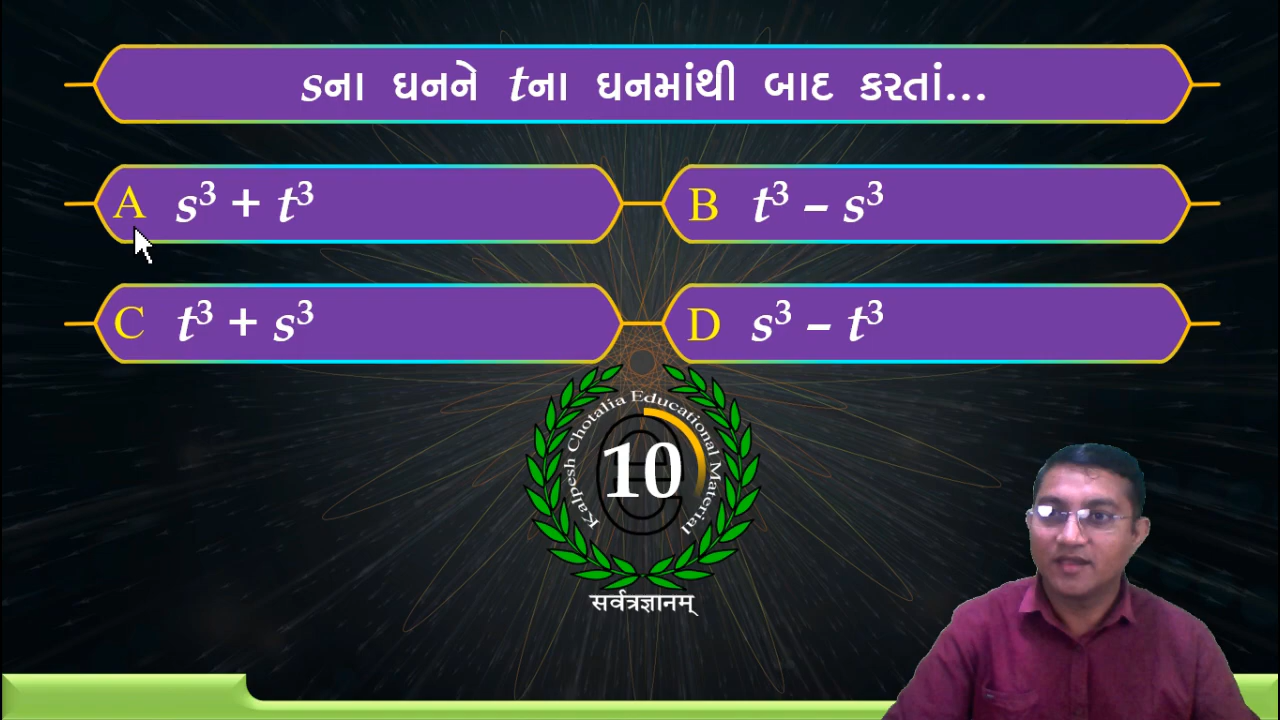 sના ઘનને tના ઘનમાંથી બાદ કરતાં...
A s³ + t³
B t³ – s³
C t³ + s³
D s³ – t³
Kalpesh Chotalia Educational Material
10
सर्वत्रज्ञानम्